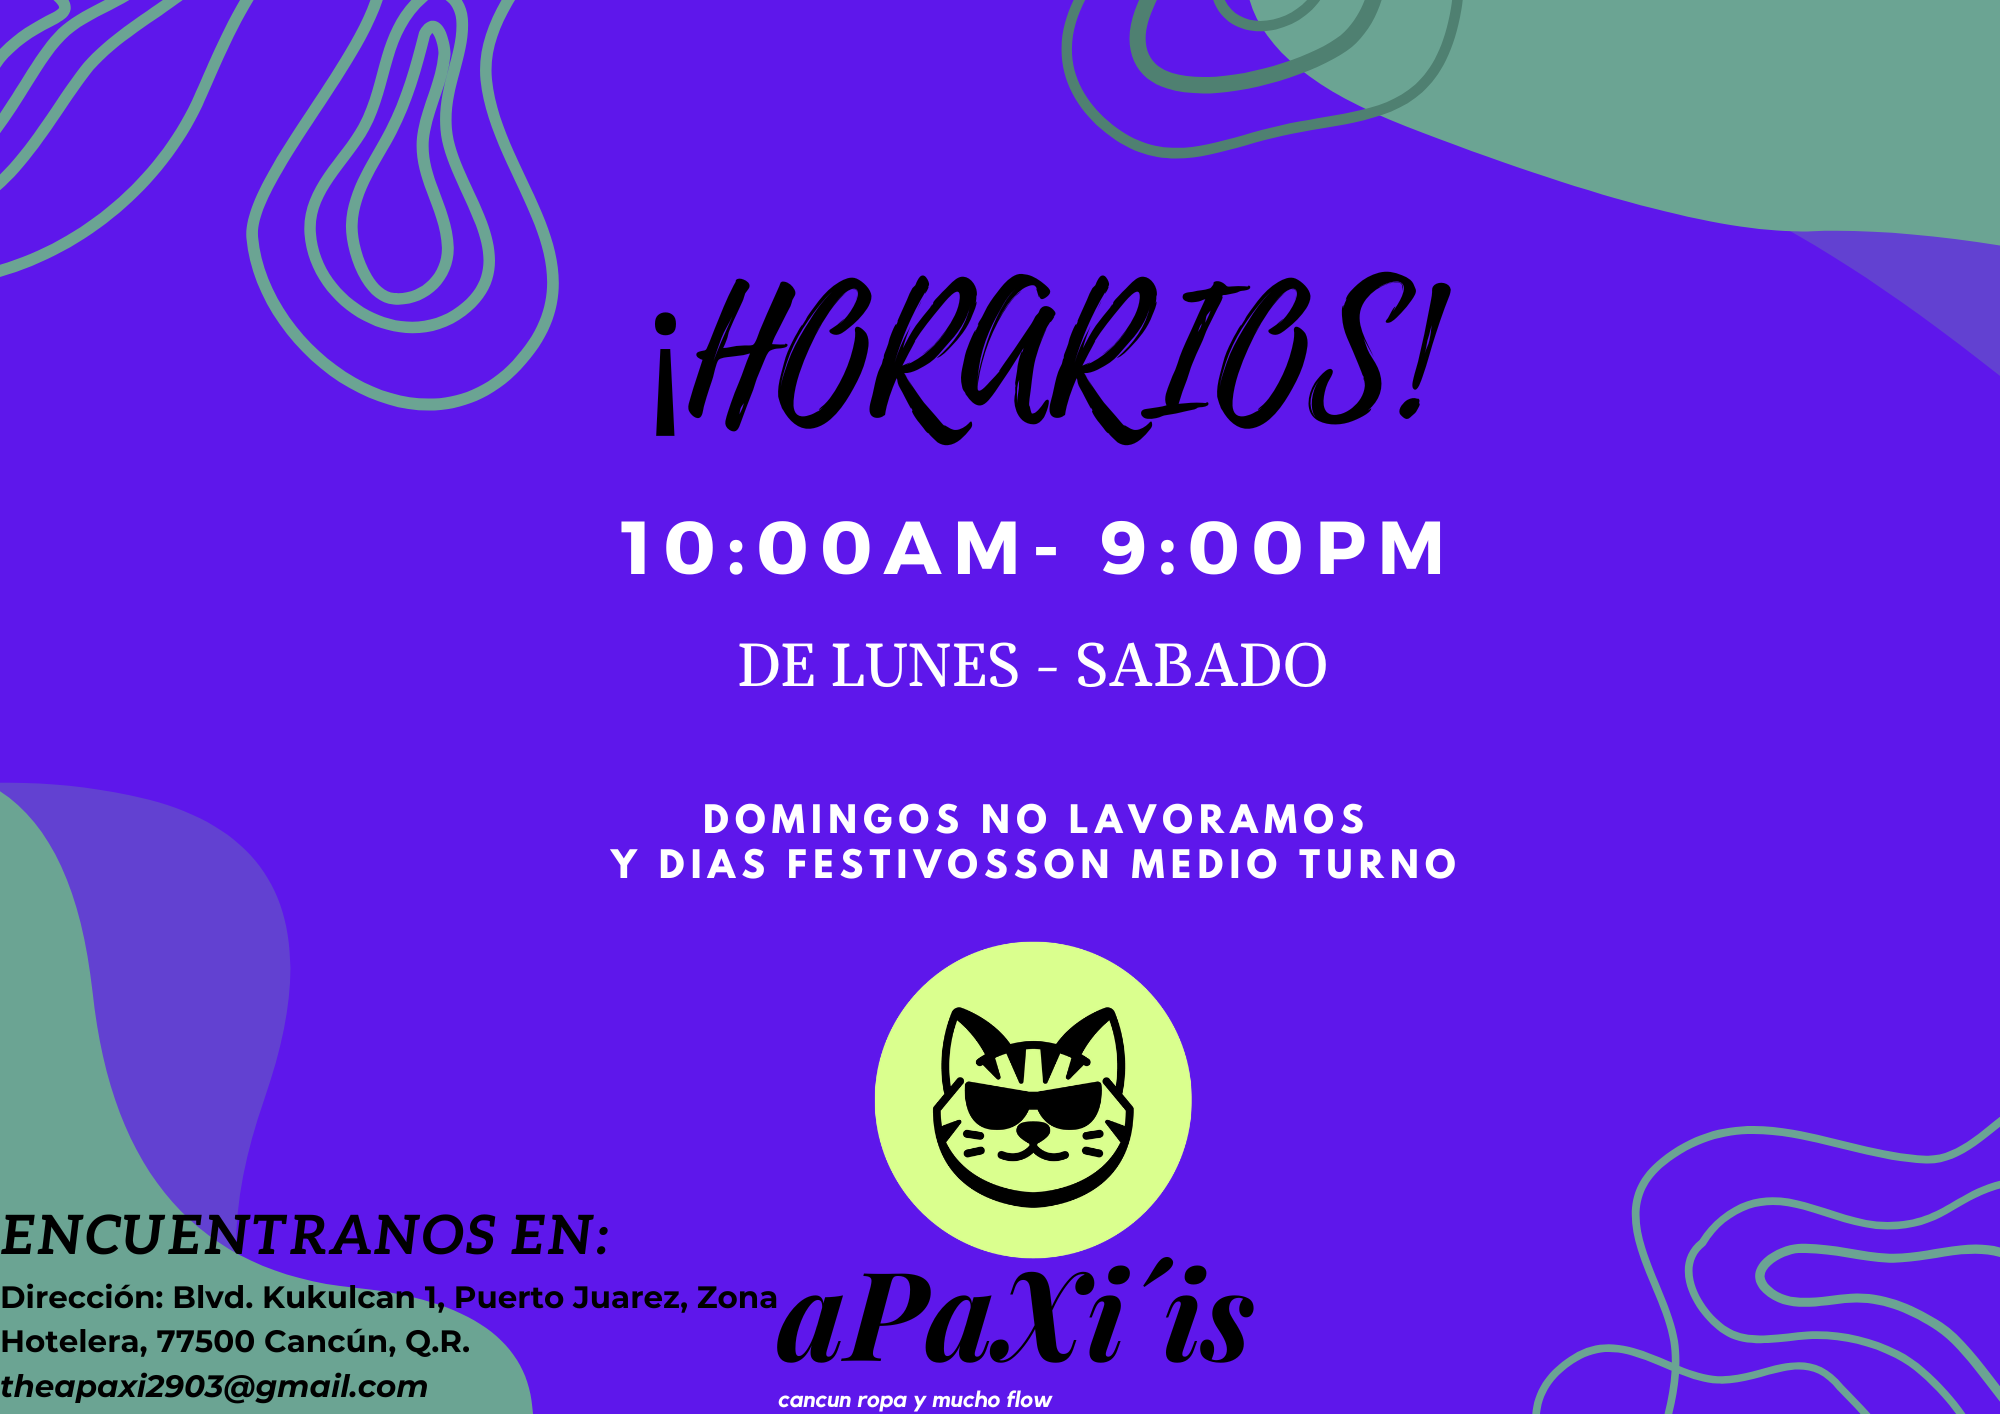 ¡HORARIOS!
10:00AM- 9:00PM
DE LUNES - SABADO
DOMINGOS NO LAVORAMOS
Y DIAS FESTIVOSSON MEDIO TURNO
ENCUENTRANOS EN:
Dirección: Blvd. Kukulcan 1, Puerto Juarez, Zona
Hotelera, 77500 Cancún, Q.R.
theapaxi2903@gmail.com
aPaXi´is
cancun ropa y mucho flow